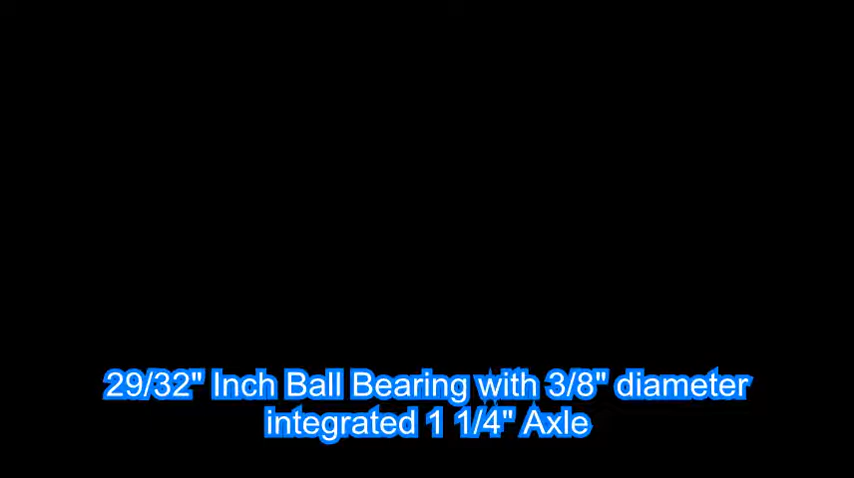 29/32" Inch Ball Bearing with 3/8" diameter
integrated 1 1/4" Axle